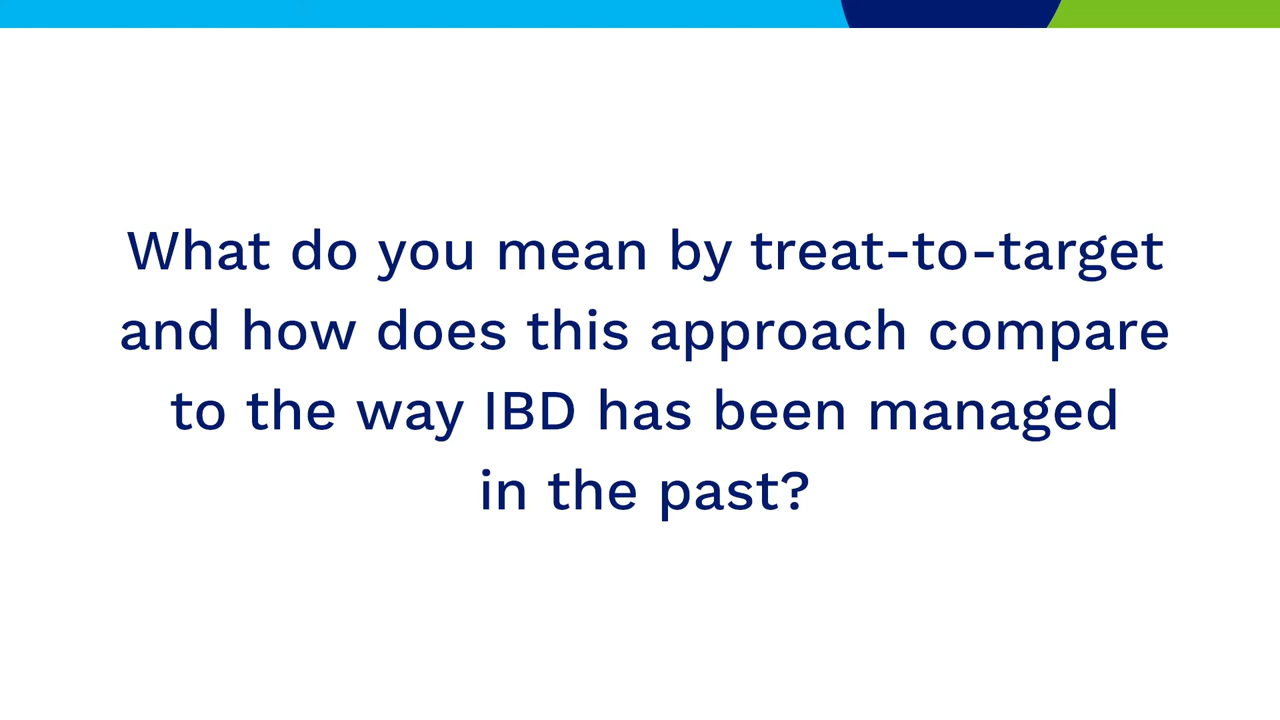 What do you mean by treat-to-target
and how does this approach compare
to the way IBD has been managed
in the past?